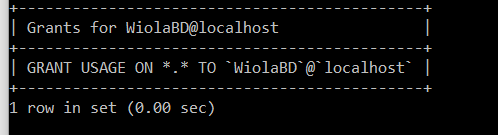 +---------------------------------------------+
| Grants for WiolaBD@localhost                |
+---------------------------------------------+
| GRANT USAGE ON *.* TO `WiolaBD`@`localhost` |
+---------------------------------------------+
1 row in set (0.00 sec)